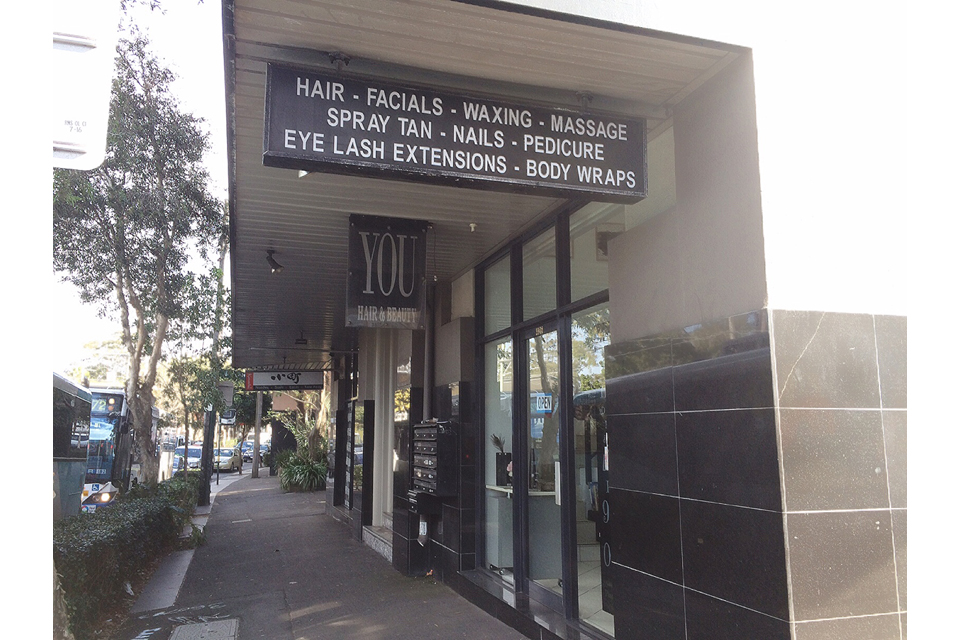 HAIR - FACIALS - WAXING - MASSAGE
SPRAY TAN - NAILS - PEDICURE
EYE LASH EXTENSIONS - BODY WRAPS
YOU
HAIR & BEAUTY
OPEN